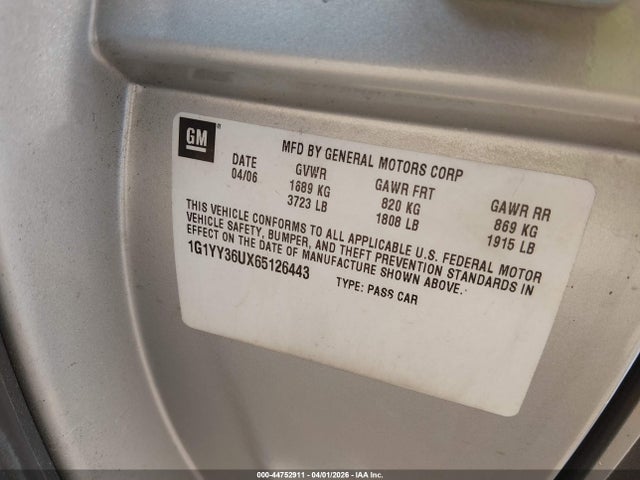 GM
MFD BY GENERAL MOTORS CORP
DATE GVWR GAWR FRT GAWR RR
04/06 1689 KG 820 KG 869 KG
3723 LB 1808 LB 1915 LB
THIS VEHICLE CONFORMS TO ALL APPLICABLE U.S. FEDERAL MOTOR
VEHICLE SAFETY, BUMPER, AND THEFT PREVENTION STANDARDS IN
EFFECT ON THE DATE OF MANUFACTURE SHOWN ABOVE.
1G1YY36UX65126443
TYPE: PASS CAR
000-44752911 - 04/01/2026 - IAA Inc.